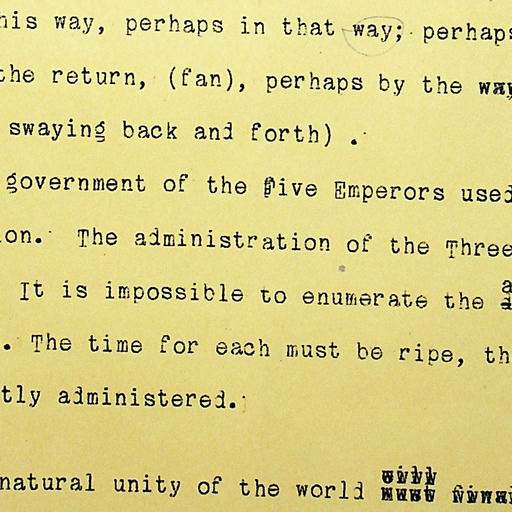 his way, perhaps in that way; perhaps
the return, (fan), perhaps by the way
swaying back and forth) .
government of the Five Emperors used
ion. The administration of the Three
It is impossible to enumerate the
. The time for each must be ripe, th
tly administered.
natural unity of the world